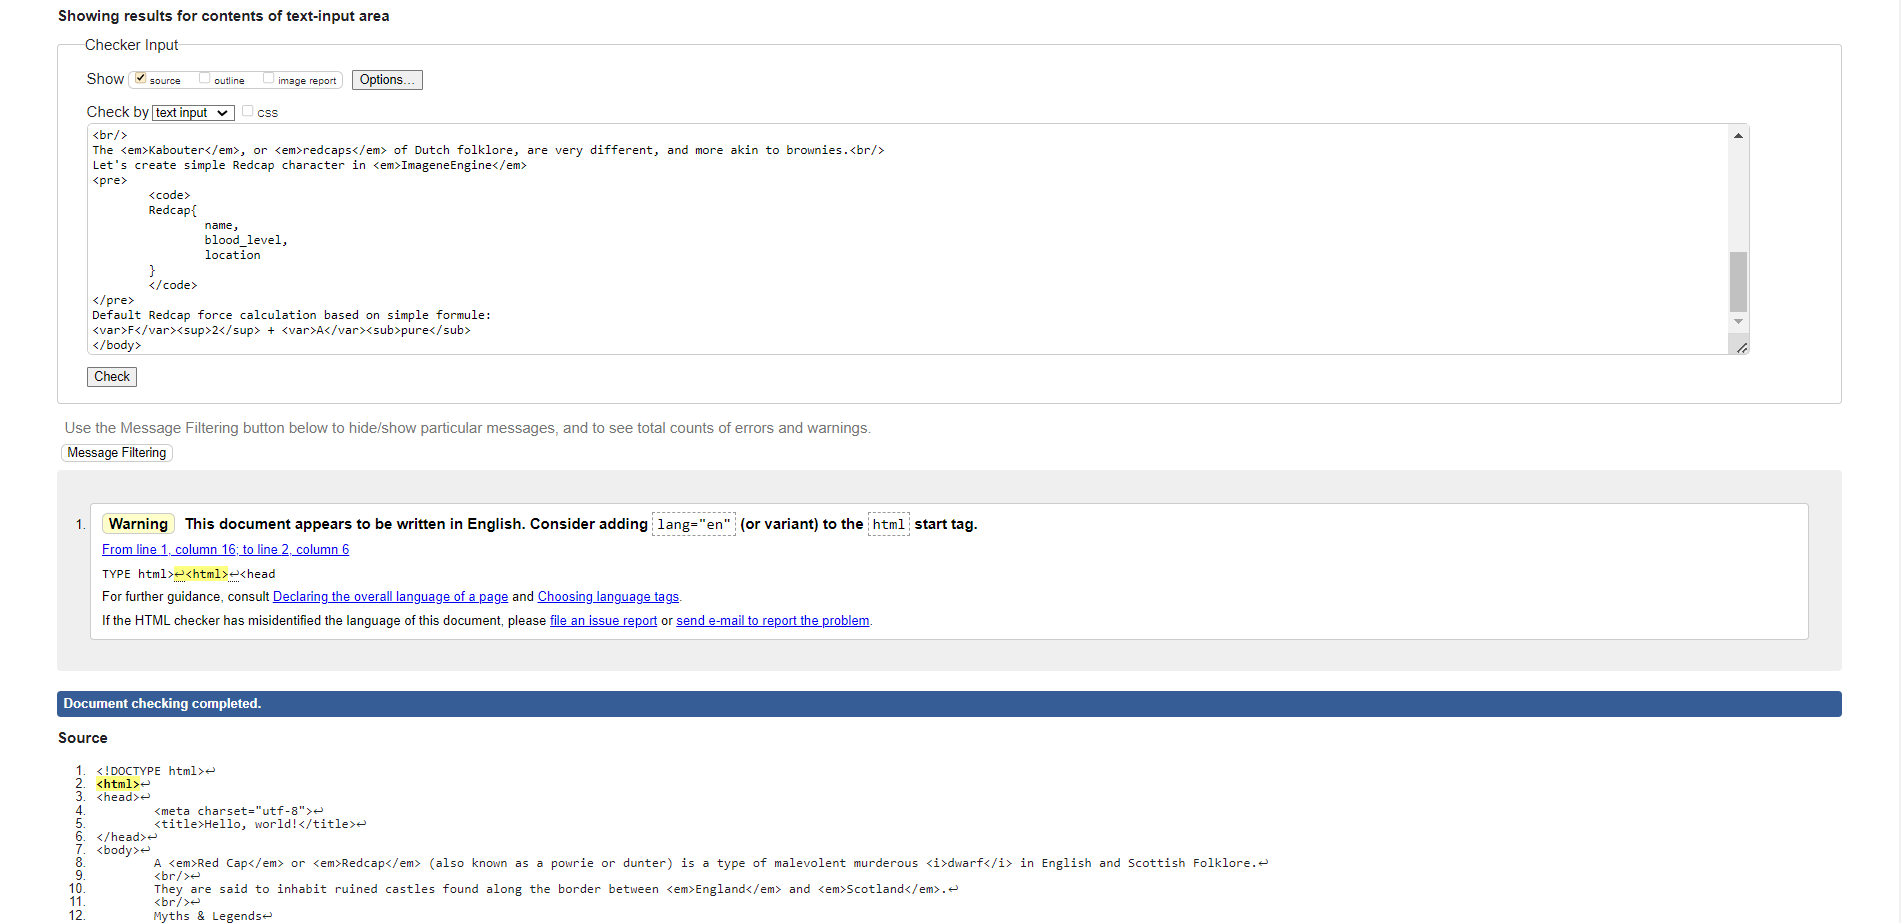 Showing results for contents of text-input area
Checker Input
Show source outline image report Options...
Check by text input css
<br/>
The <em>Kabouter</em>, or <em>redcaps</em> of Dutch folklore, are very different, and more akin to brownies.<br/>
Let's create simple Redcap character in <em>ImageneEngine</em>
<pre>
<code>
Redcap{
name,
blood_level,
location
}
</code>
</pre>
Default Redcap force calculation based on simple formule:
<var>F</var><sup>2</sup> + <var>A</var><sub>pure</sub>
</body>
Check
Use the Message Filtering button below to hide/show particular messages, and to see total counts of errors and warnings.
Message Filtering
1. Warning This document appears to be written in English. Consider adding lang="en" (or variant) to the html start tag.
From line 1, column 16; to line 2, column 6
TYPE html>↩<html>↩<head
For further guidance, consult Declaring the overall language of a page and Choosing language tags.
If the HTML checker has misidentified the language of this document, please file an issue report or send e-mail to report the problem.
Document checking completed.
Source
1. <!DOCTYPE html>↩
2. <html>↩
3. <head>↩
4. <meta charset="utf-8">↩
5. <title>Hello, world!</title>↩
6. </head>↩
7. <body>↩
8. A <em>Red Cap</em> or <em>Redcap</em> (also known as a powrie or dunter) is a type of malevolent murderous <i>dwarf</i> in English and Scottish Folklore.↩
9. <br/>↩
10. They are said to inhabit ruined castles found along the border between <em>England</em> and <em>Scotland</em>.↩
11. <br/>↩
12. Myths & Legends↩